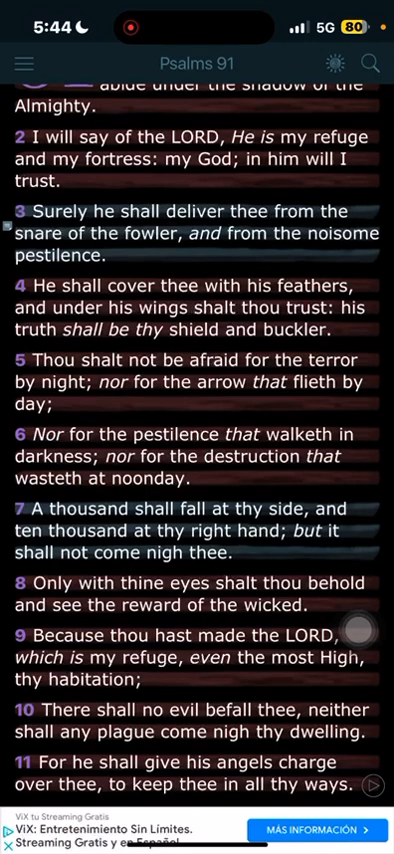 5:44 5G 80
Psalms 91
abide under the shadow of the
Almighty.
2 I will say of the LORD, He is my refuge
and my fortress: my God; in him will I
trust.
3 Surely he shall deliver thee from the
snare of the fowler, and from the noisome
pestilence.
4 He shall cover thee with his feathers,
and under his wings shalt thou trust: his
truth shall be thy shield and buckler.
5 Thou shalt not be afraid for the terror
by night; nor for the arrow that flieth by
day;
6 Nor for the pestilence that walketh in
darkness; nor for the destruction that
wasteth at noonday.
7 A thousand shall fall at thy side, and
ten thousand at thy right hand; but it
shall not come nigh thee.
8 Only with thine eyes shalt thou behold
and see the reward of the wicked.
9 Because thou hast made the LORD,
which is my refuge, even the most High,
thy habitation;
10 There shall no evil befall thee, neither
shall any plague come nigh thy dwelling.
11 For he shall give his angels charge
over thee, to keep thee in all thy ways.
ViX tu Streaming Gratis
ViX: Entretenimiento Sin Límites.
Streaming Gratis y en Español
MÁS INFORMACIÓN